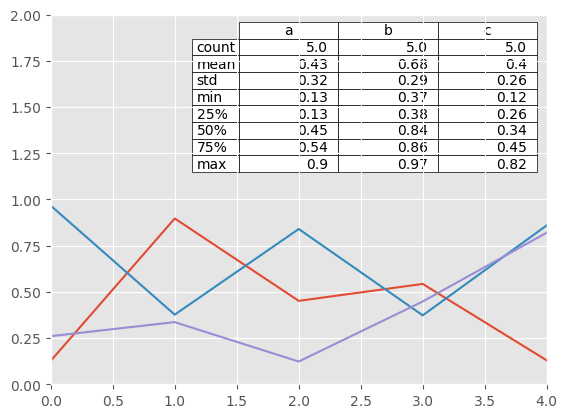 2.00
1.75
1.50
1.25
1.00
0.75
0.50
0.25
0.00
a b c
count 5.0 5.0 5.0
mean 0.43 0.68 0.4
std 0.32 0.29 0.26
min 0.13 0.37 0.12
25% 0.13 0.38 0.26
50% 0.45 0.84 0.34
75% 0.54 0.86 0.45
max 0.9 0.97 0.82
0.0 0.5 1.0 1.5 2.0 2.5 3.0 3.5 4.0